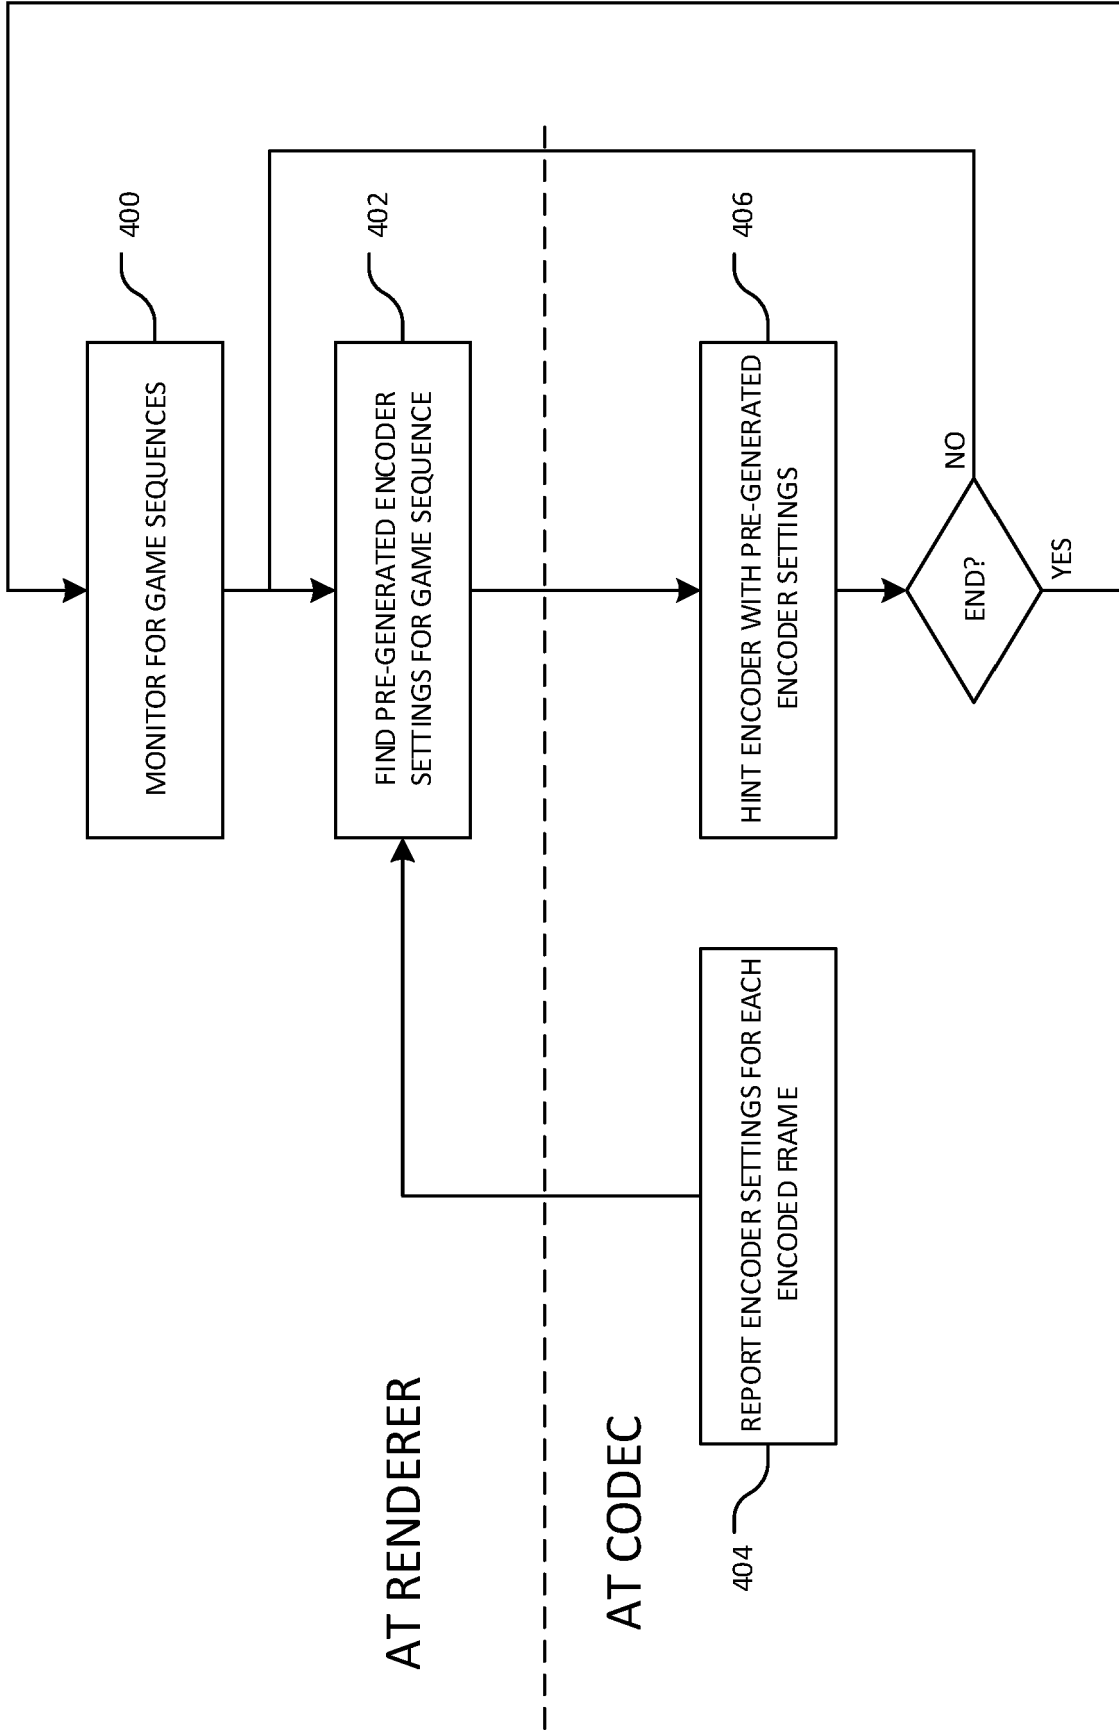 MONITOR FOR GAME SEQUENCES
400
FIND PRE-GENERATED ENCODER
SETTINGS FOR GAME SEQUENCE
402
AT RENDERER
AT CODEC
REPORT ENCODER SETTINGS FOR EACH
ENCODED FRAME
404
HINT ENCODER WITH PRE-GENERATED
ENCODER SETTINGS
406
END?
NO
YES